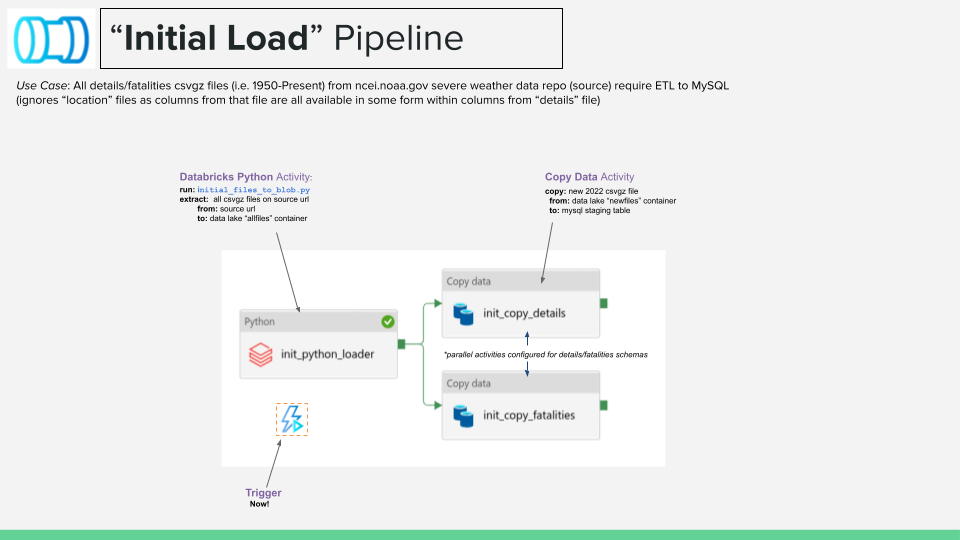 “Initial Load” Pipeline
Use Case: All details/fatalities csvgz files (i.e. 1950-Present) from ncei.noaa.gov severe weather data repo (source) require ETL to MySQL
(ignores “location” files as columns from that file are all available in some form within columns from “details” file)
Databricks Python Activity:
run: initial_files_to_blob.py
extract: all csvgz files on source url
from: source url
to: data lake “allfiles” container
Copy Data Activity
copy: new 2022 csvgz file
from: data lake “newfiles” container
to: mysql staging table
Python
init_python_loader
Copy data
init_copy_details
*parallel activities configured for details/fatalities schemas
Copy data
init_copy_fatalities
Trigger
Now!